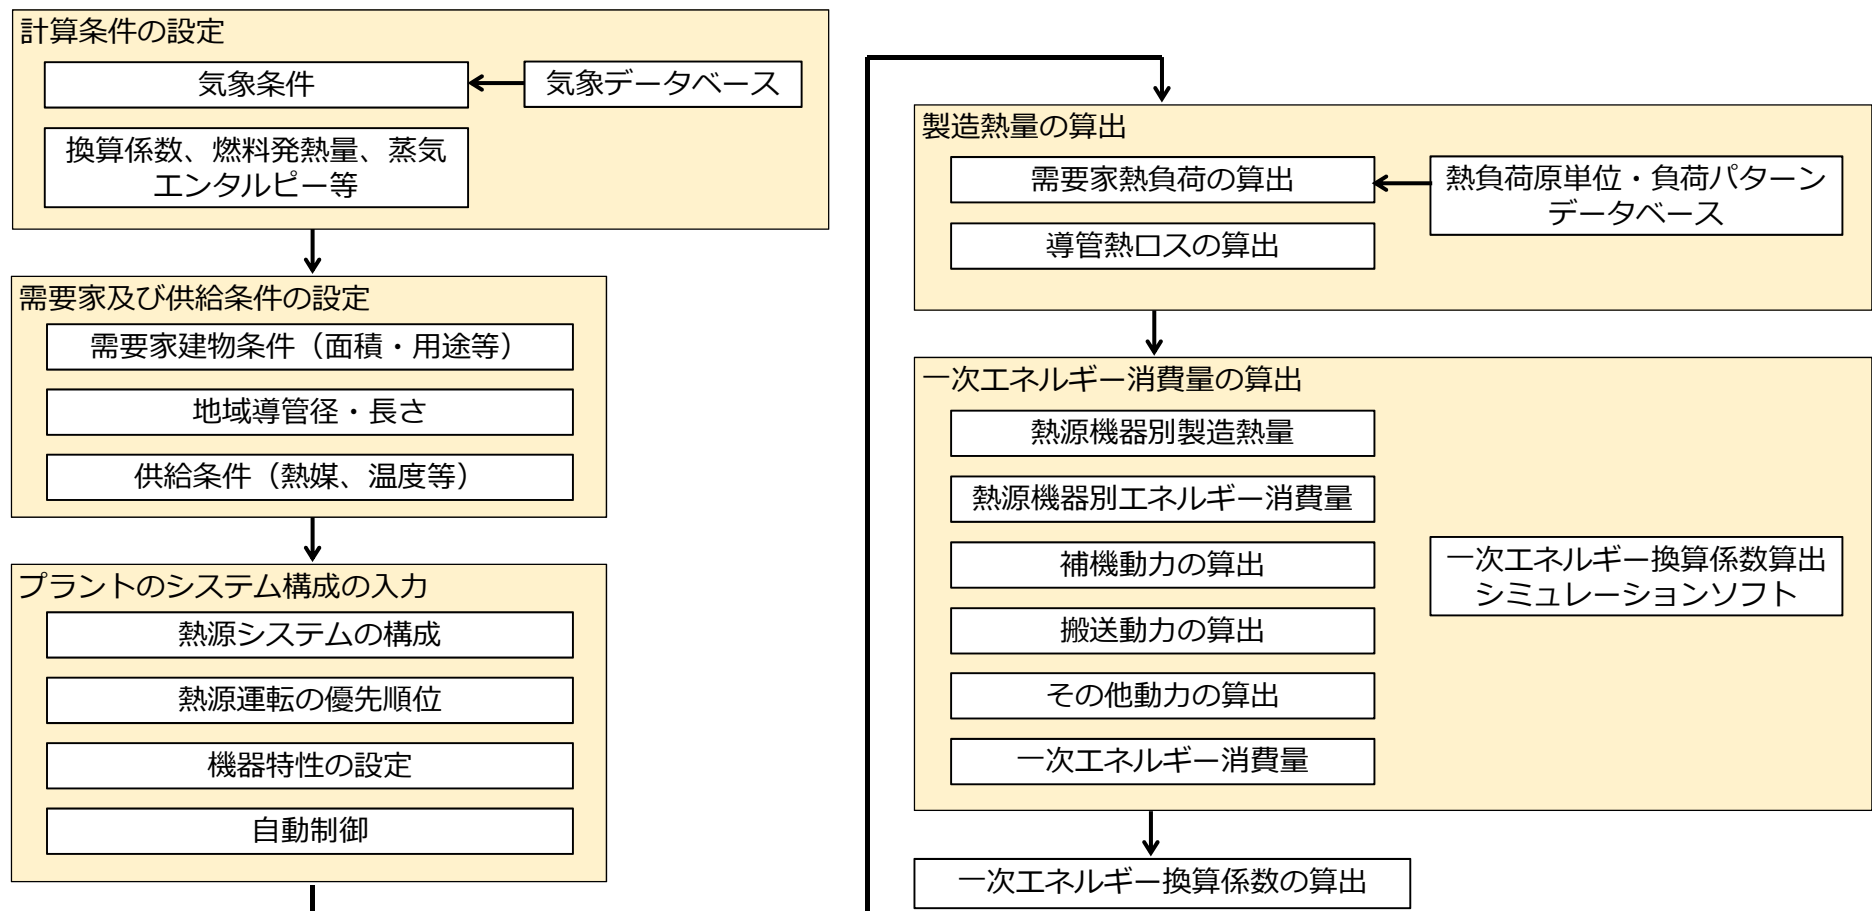 計算条件の設定
気象条件
気象データベース
換算係数、燃料発熱量、蒸気
エンタルピー等
需要家及び供給条件の設定
需要家建物条件（面積・用途等）
地域導管径・長さ
供給条件（熱媒、温度等）
プラントのシステム構成の入力
熱源システムの構成
熱源運転の優先順位
機器特性の設定
自動制御
製造熱量の算出
需要家熱負荷の算出
熱負荷原単位・負荷パターン
データベース
導管熱ロスの算出
一次エネルギー消費量の算出
熱源機器別製造熱量
熱源機器別エネルギー消費量
補機動力の算出
一次エネルギー換算係数算出
シミュレーションソフト
搬送動力の算出
その他動力の算出
一次エネルギー消費量
一次エネルギー換算係数の算出